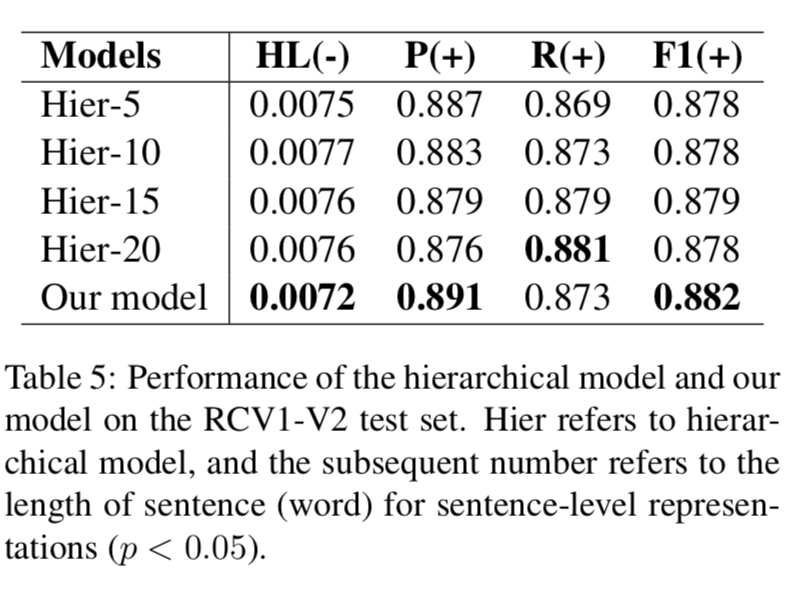 Models HL(-) P(+) R(+) F1(+)
Hier-5 0.0075 0.887 0.869 0.878
Hier-10 0.0077 0.883 0.873 0.878
Hier-15 0.0076 0.879 0.879 0.879
Hier-20 0.0076 0.876 0.881 0.878
Our model 0.0072 0.891 0.873 0.882
Table 5: Performance of the hierarchical model and our
model on the RCV1-V2 test set. Hier refers to hierar-
chical model, and the subsequent number refers to the
length of sentence (word) for sentence-level represen-
tations (p < 0.05).